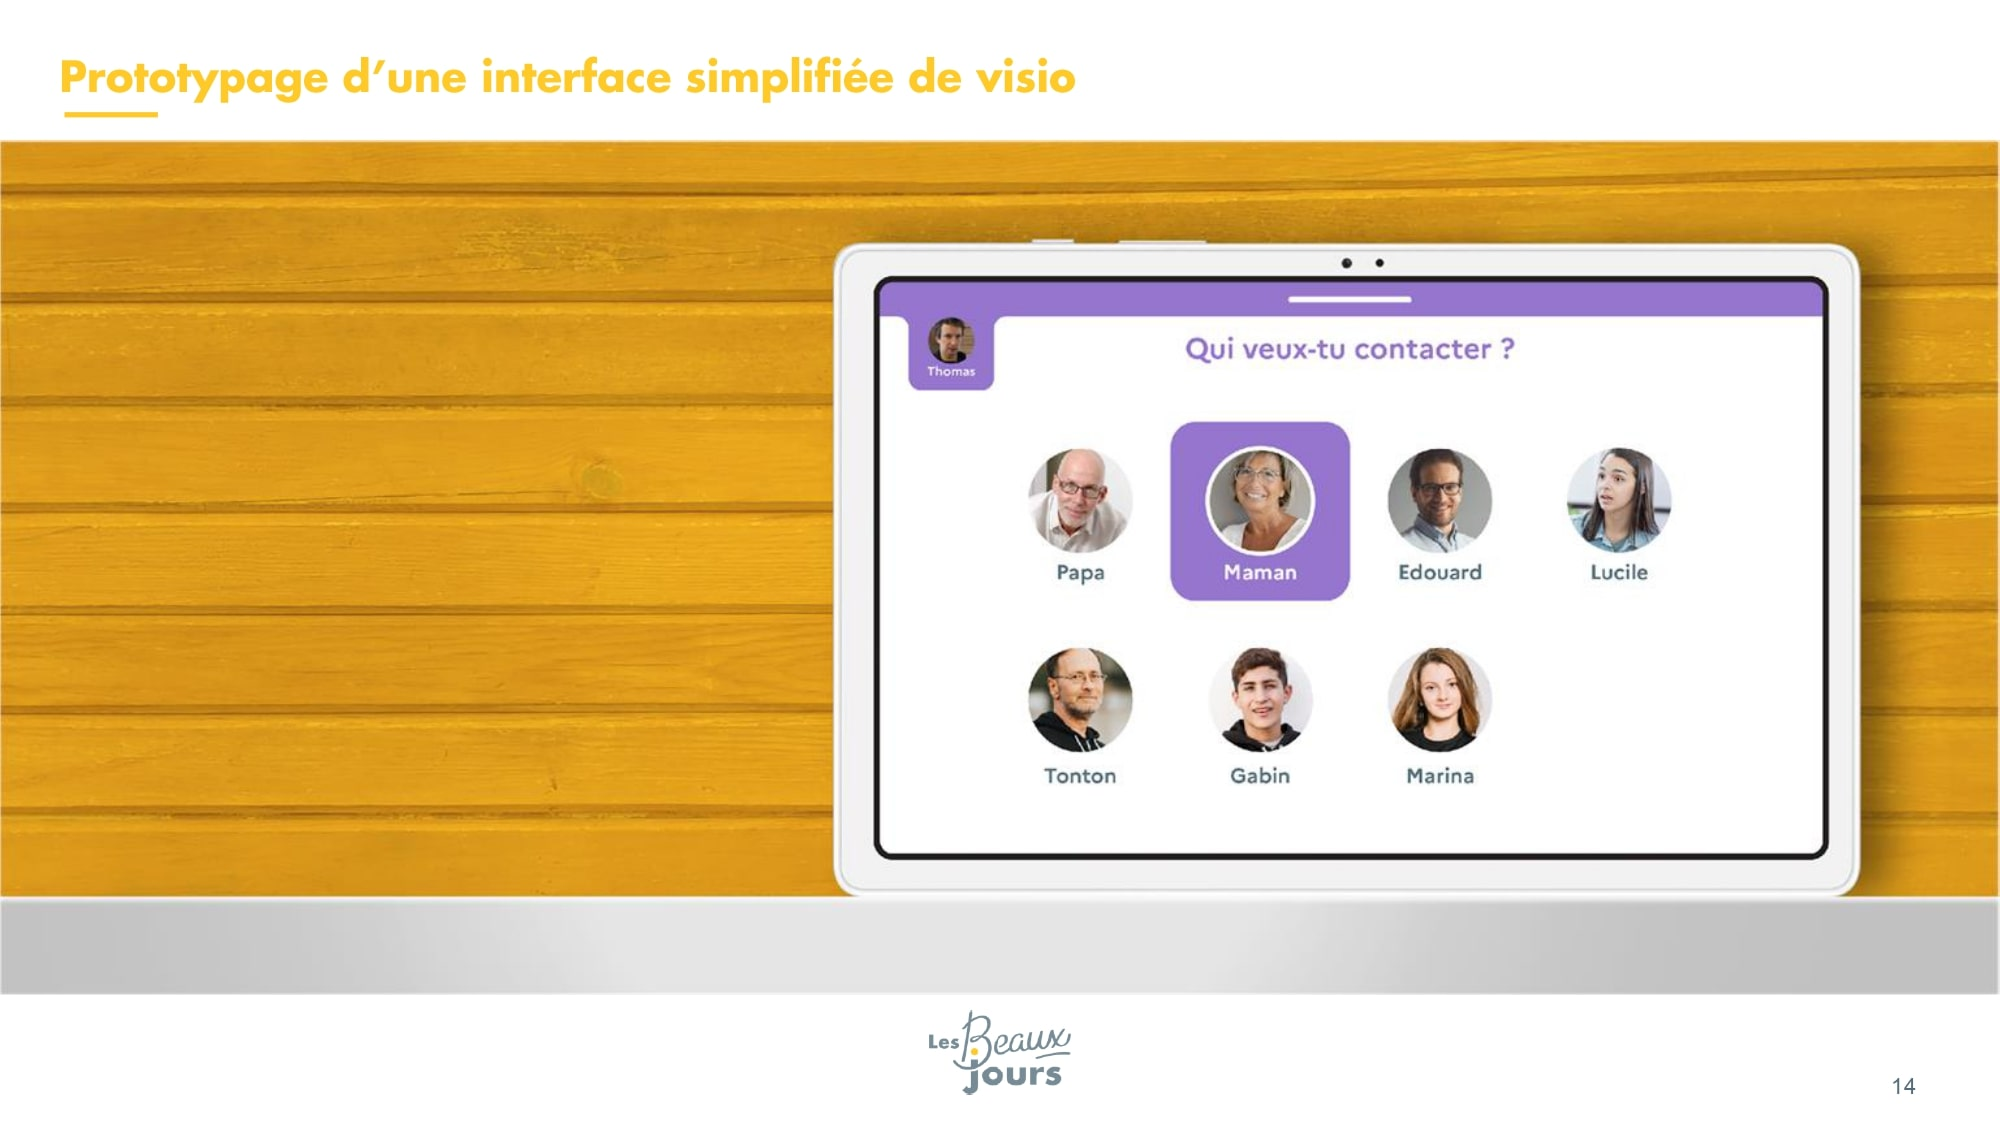 Prototypage d’une interface simplifiée de visio
Thomas
Qui veux-tu contacter ?
Papa
Maman
Edouard
Lucile
Tonton
Gabin
Marina
Les Beaux
jours
14